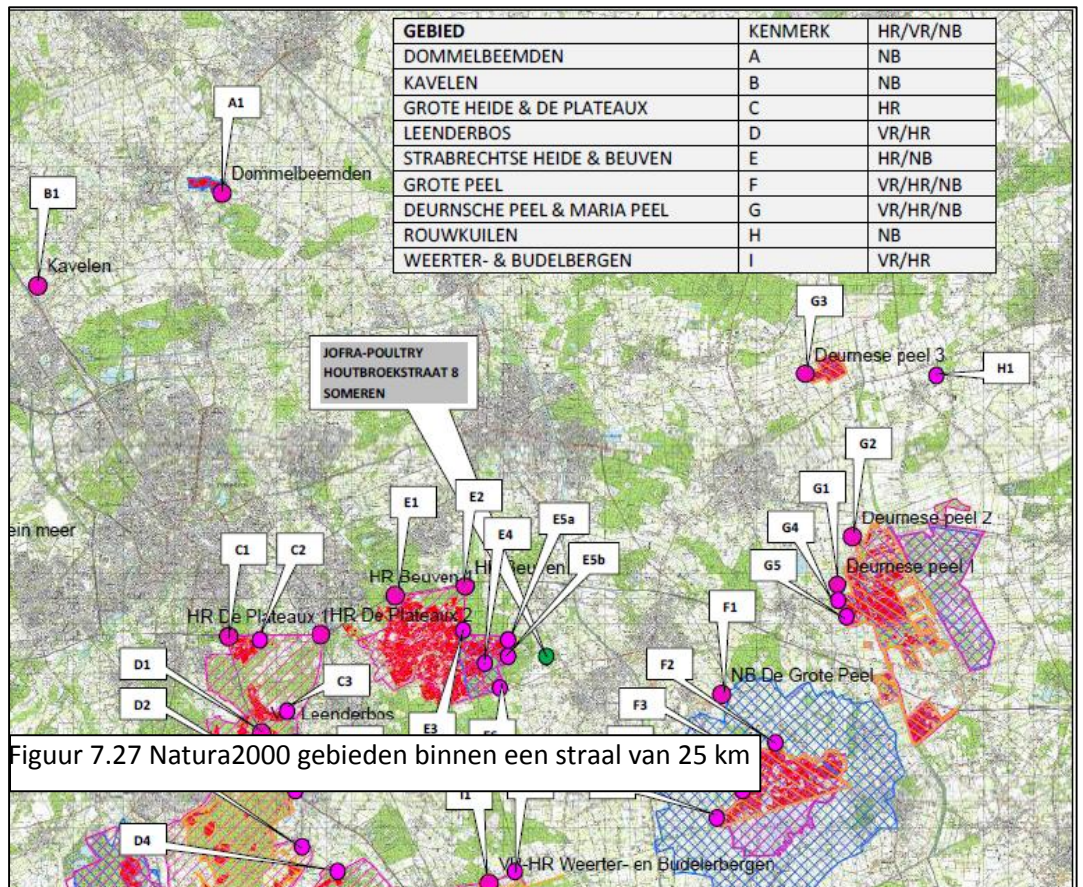 GEBIED KENMERK HR/VR/NB
DOMMELBEEMDEN A NB
KAVELEN B NB
GROTE HEIDE & DE PLATEAUX C HR
LEENDERBOS D VR/HR
STRABRECHTSE HEIDE & BEUVEN E HR/NB
GROTE PEEL F VR/HR/NB
DEURNSCHE PEEL & MARIA PEEL G VR/HR/NB
ROUWKUILEN H NB
WEERTER- & BUDELBERGEN I VR/HR
A1
Dommelbeemden
B1
Kavelen
G3
Deurnese peel 3
H1
JOFRA-POULTRY
HOUTBROEKSTRAAT 8
SOMEREN
G2
G1
Deurnese peel 2
G4
G5
Deurnese peel 1
E1
E2
E4
E5a
E5b
ein meer
C1
C2
HR Beuven
HR De Plateaux 1
HR De Plateaux 2
F1
NB De Grote Peel
F2
F3
D1
D2
C3
Leenderbos
E3
Figuur 7.27 Natura2000 gebieden binnen een straal van 25 km
D4
VR-HR Weerter- en Budelerbergen